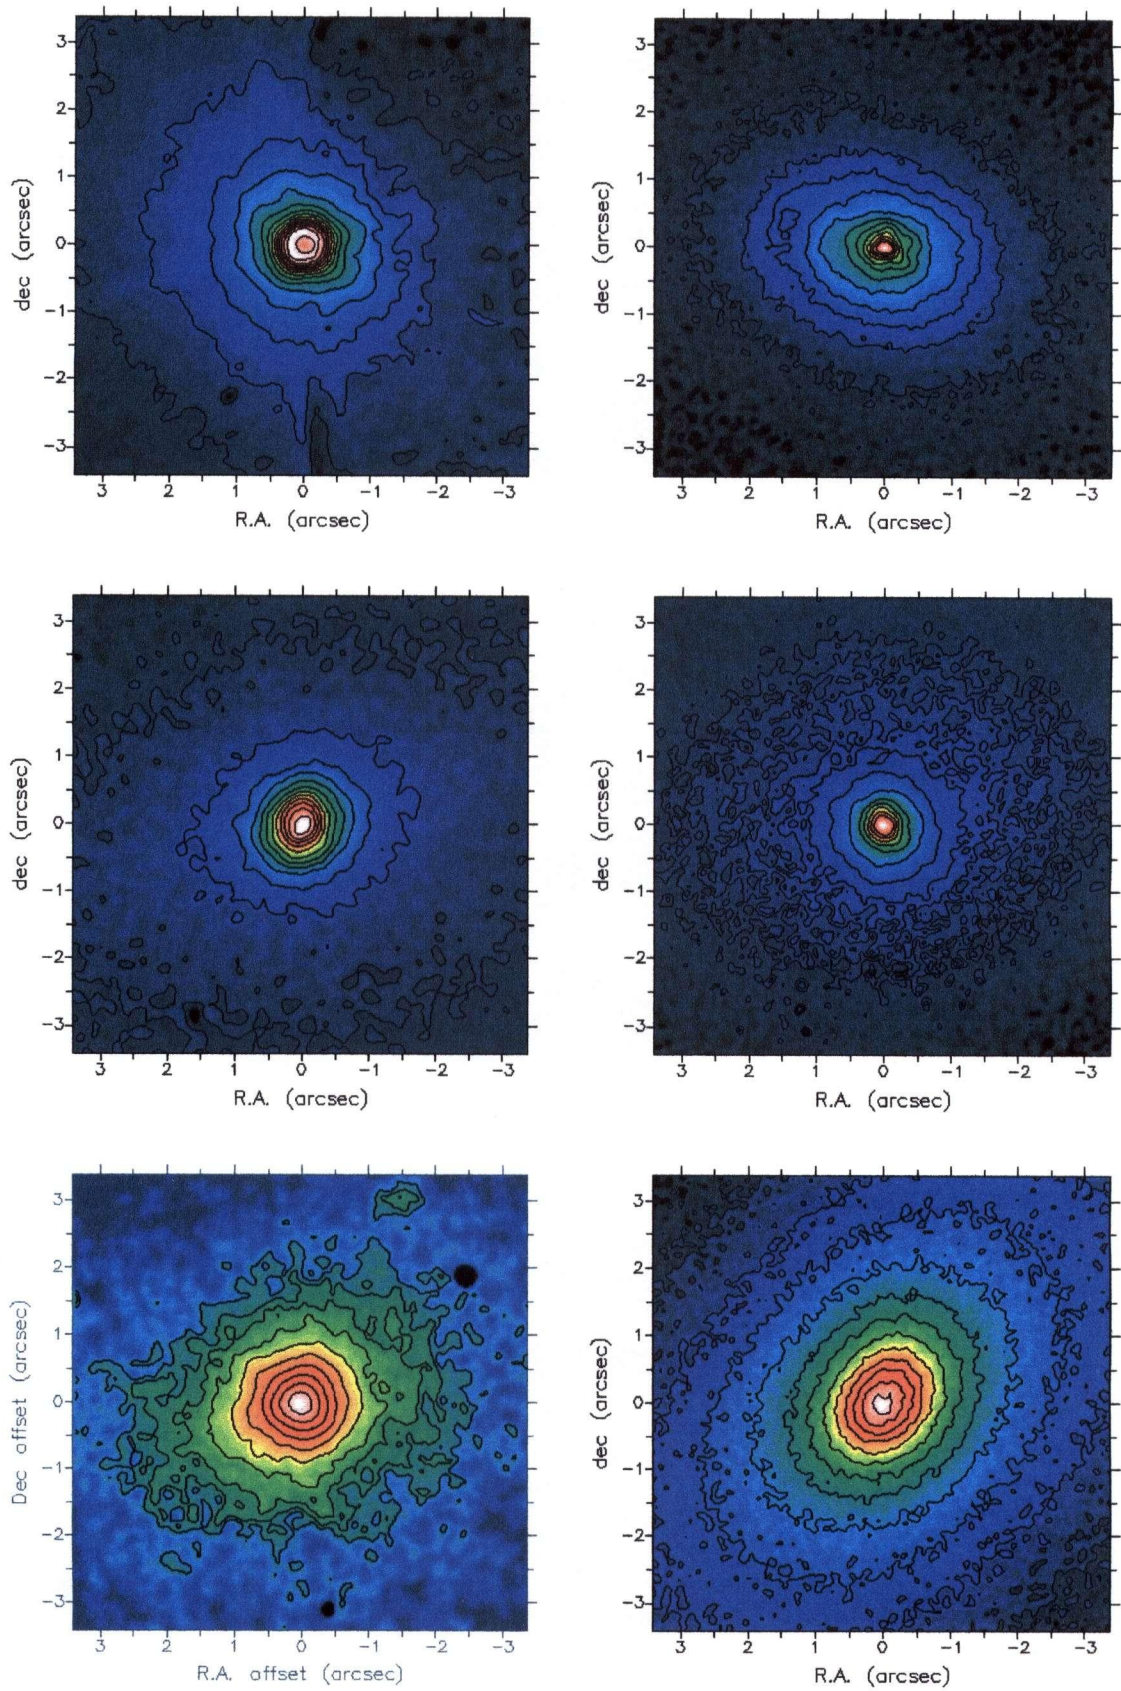 3
2
1
0
-1
-2
-3
dec (arcsec)
3 2 1 0 -1 -2 -3
R.A. (arcsec)
3
2
1
0
-1
-2
-3
dec (arcsec)
3 2 1 0 -1 -2 -3
R.A. (arcsec)
3
2
1
0
-1
-2
-3
dec (arcsec)
3 2 1 0 -1 -2 -3
R.A. (arcsec)
3
2
1
0
-1
-2
-3
dec (arcsec)
3 2 1 0 -1 -2 -3
R.A. (arcsec)
3
2
1
0
-1
-2
-3
Dec offset (arcsec)
3 2 1 0 -1 -2 -3
R.A. offset (arcsec)
3
2
1
0
-1
-2
-3
dec (arcsec)
3 2 1 0 -1 -2 -3
R.A. (arcsec)